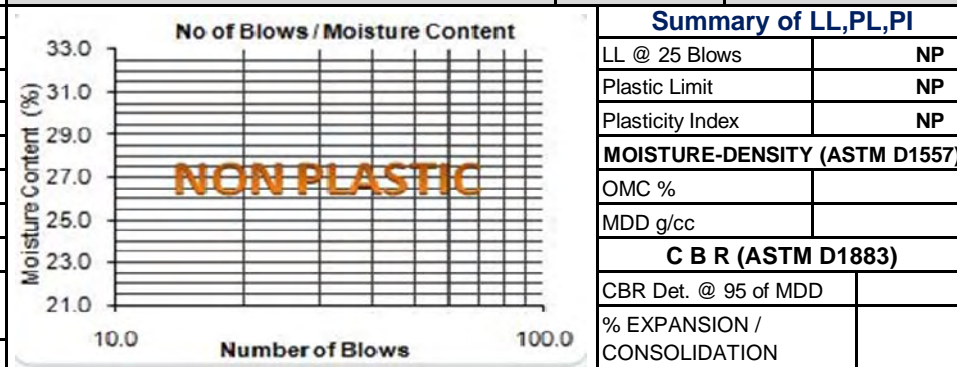 No of Blows / Moisture Content
33.0
31.0
29.0
27.0
25.0
23.0
21.0
Moisture Content (%)
NON PLASTIC
10.0
100.0
Number of Blows
Summary of LL,PL,PI
LL @ 25 Blows NP
Plastic Limit NP
Plasticity Index NP
MOISTURE-DENSITY (ASTM D1557)
OMC %
MDD g/cc
C B R (ASTM D1883)
CBR Det. @ 95 of MDD
% EXPANSION /
CONSOLIDATION